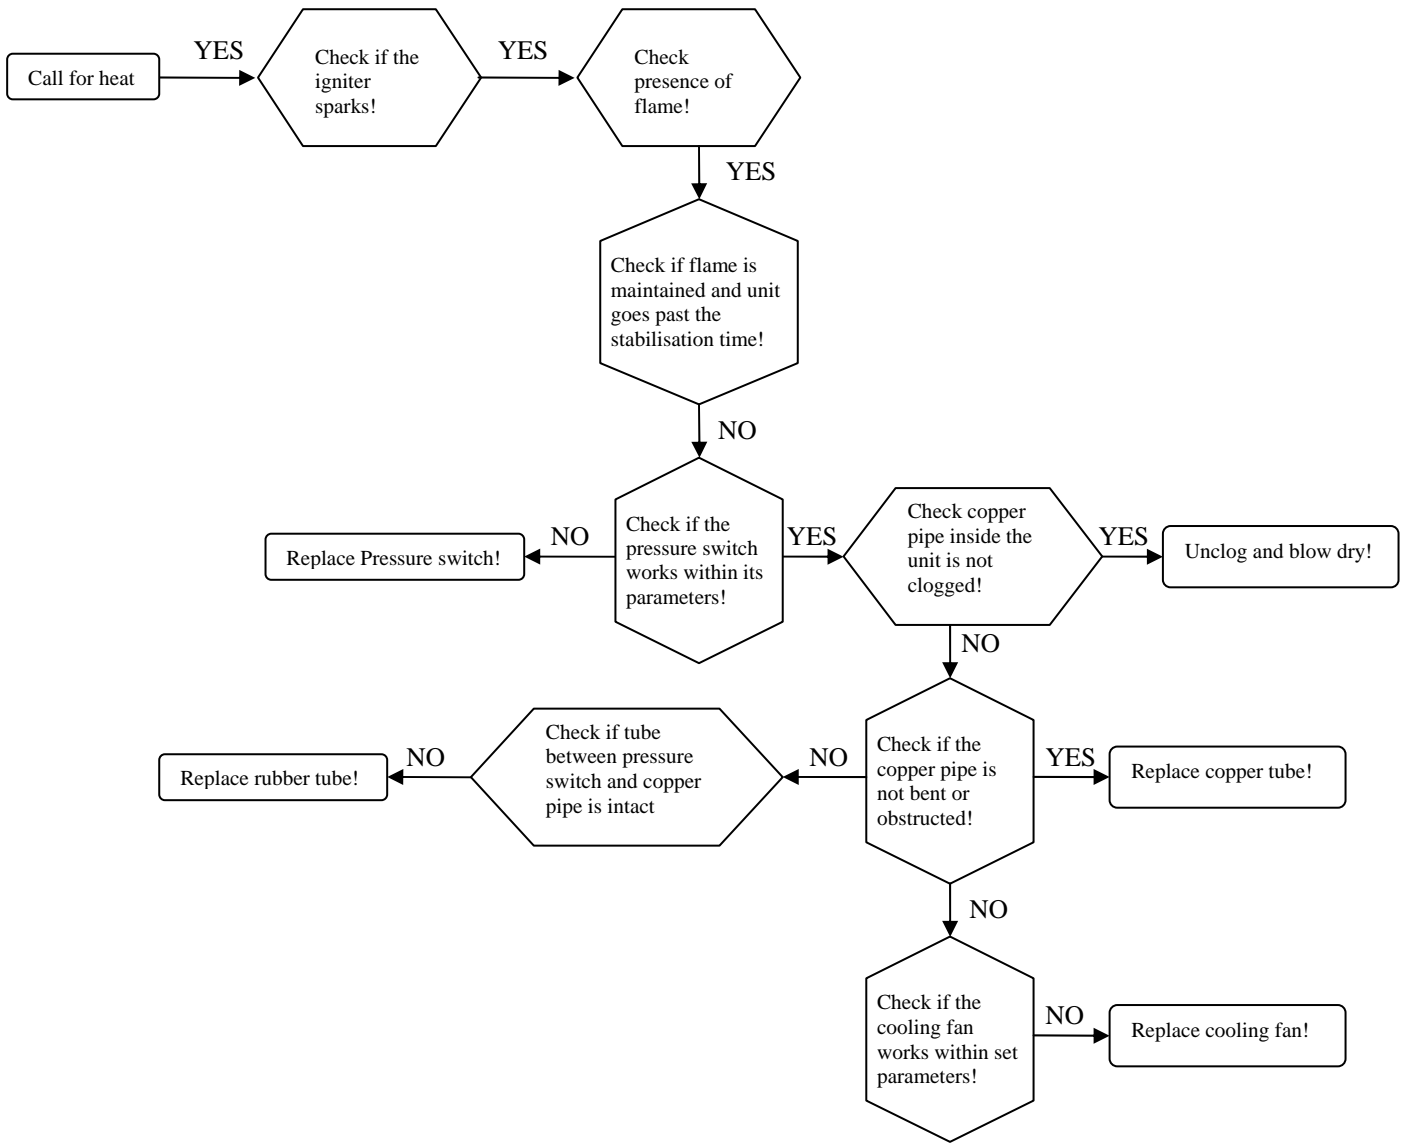 Call for heat
YES
Check if the
igniter
sparks!
YES
Check
presence of
flame!
YES
Check if flame is
maintained and unit
goes past the
stabilisation time!
NO
Check if the
pressure switch
works within its
parameters!
NO
Replace Pressure switch!
YES
Check copper
pipe inside the
unit is not
clogged!
YES
Unclog and blow dry!
NO
Check if the
copper pipe is
not bent or
obstructed!
YES
Replace copper tube!
NO
Check if tube
between pressure
switch and copper
pipe is intact
NO
Replace rubber tube!
NO
Check if the
cooling fan
works within set
parameters!
NO
Replace cooling fan!